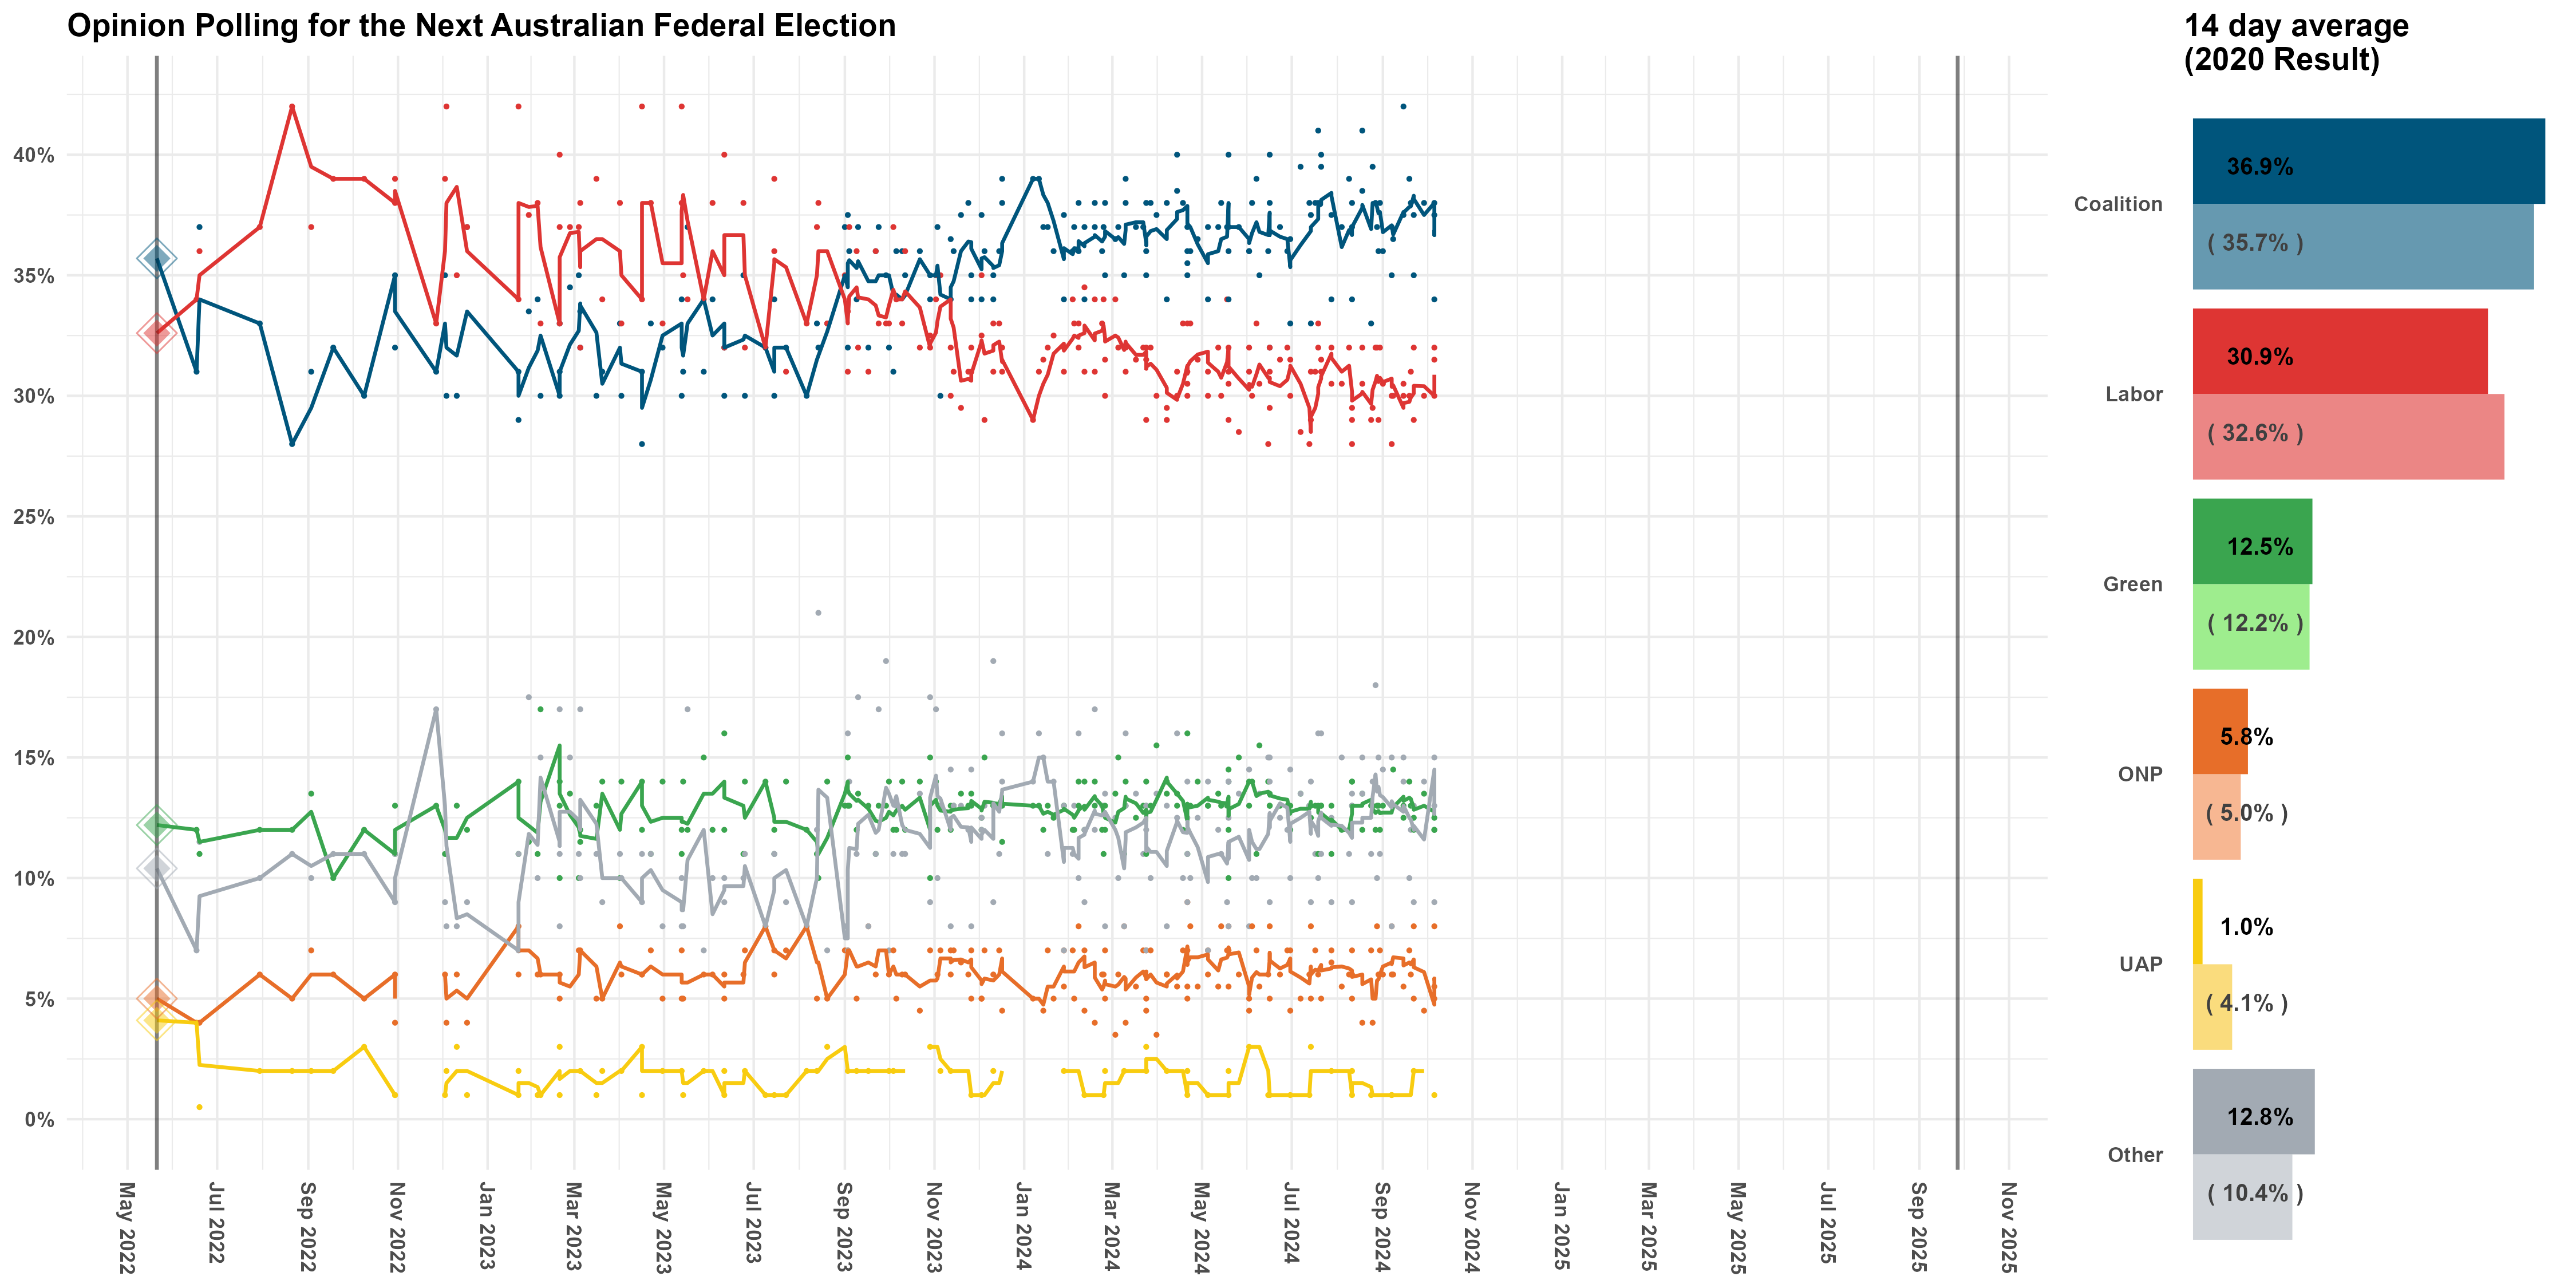 Opinion Polling for the Next Australian Federal Election
14 day average
(2020 Result)
40%
35%
30%
25%
20%
15%
10%
5%
0%
May 2022
Jul 2022
Sep 2022
Nov 2022
Jan 2023
Mar 2023
May 2023
Jul 2023
Sep 2023
Nov 2023
Jan 2024
Mar 2024
May 2024
Jul 2024
Sep 2024
Nov 2024
Jan 2025
Mar 2025
May 2025
Jul 2025
Sep 2025
Nov 2025
Coalition
36.9%
( 35.7% )
Labor
30.9%
( 32.6% )
Green
12.5%
( 12.2% )
ONP
5.8%
( 5.0% )
UAP
1.0%
( 4.1% )
Other
12.8%
( 10.4% )